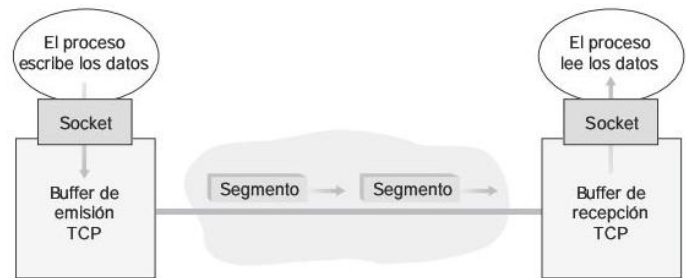 El proceso
escribe los datos
Socket
Buffer de
emisión
TCP
Segmento
Segmento
El proceso
lee los datos
Socket
Buffer de
recepción
TCP